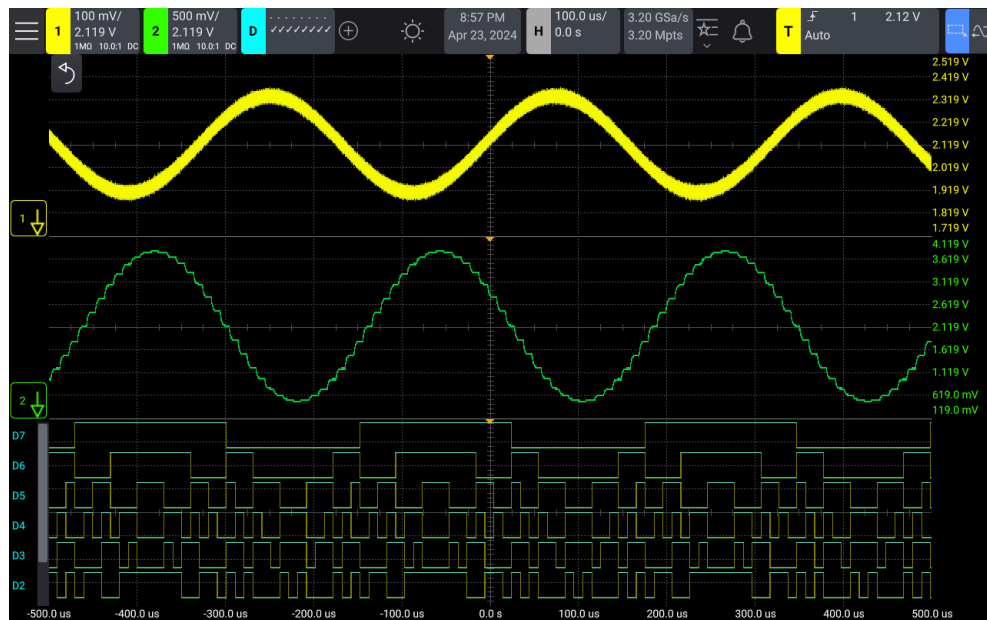 1 100 mV/ 2.119 V 1MΩ 10.0:1 DC
2 500 mV/ 2.119 V 1MΩ 10.0:1 DC
D
8:57 PM
Apr 23, 2024
H 100.0 us/ 0.0 s
3.20 GSa/s
3.20 Mpts
T 1 2.12 V
Auto
2.519 V
2.419 V
2.319 V
2.219 V
2.119 V
2.019 V
1.919 V
1
1.819 V
1.719 V
4.119 V
3.619 V
3.119 V
2.619 V
2.119 V
1.619 V
1.119 V
2
619.0 mV
119.0 mV
D7
D6
D5
D4
D3
D2
-500.0 us -400.0 us -300.0 us -200.0 us -100.0 us 0.0 s 100.0 us 200.0 us 300.0 us 400.0 us 500.0 us